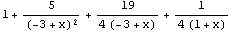 1 + 5/(-3 + x)² + 19/(4 (-3 + x)) + 1/(4 (1 + x))